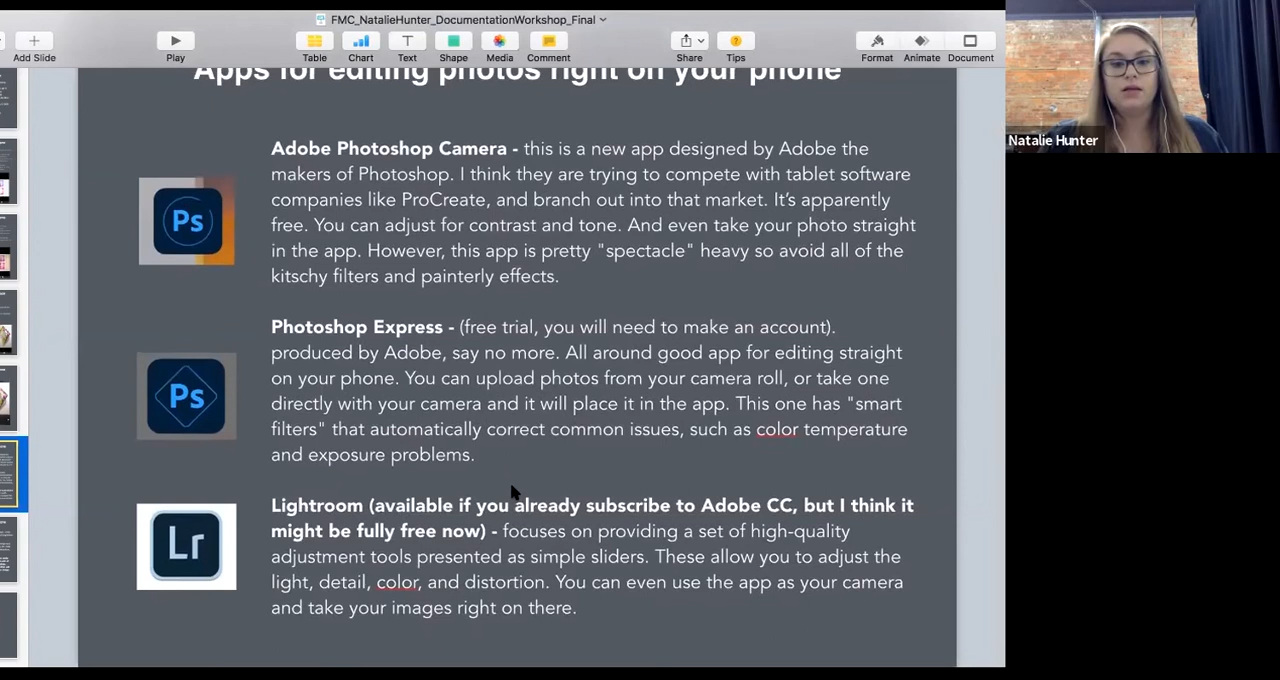 FMC_NatalieHunter_DocumentationWorkshop_Final
Add Slide
Play
Table
Chart
Text
Shape
Media
Comment
Share
Tips
Format
Animate
Document
Apps for editing photos right on your phone
Adobe Photoshop Camera - this is a new app designed by Adobe the
makers of Photoshop. I think they are trying to compete with tablet software
companies like ProCreate, and branch out into that market. It's apparently
free. You can adjust for contrast and tone. And even take your photo straight
in the app. However, this app is pretty "spectacle" heavy so avoid all of the
kitschy filters and painterly effects.
Ps
Photoshop Express - (free trial, you will need to make an account).
produced by Adobe, say no more. All around good app for editing straight
on your phone. You can upload photos from your camera roll, or take one
directly with your camera and it will place it in the app. This one has "smart
filters" that automatically correct common issues, such as color temperature
and exposure problems.
Ps
Lightroom (available if you already subscribe to Adobe CC, but I think it
might be fully free now) - focuses on providing a set of high-quality
adjustment tools presented as simple sliders. These allow you to adjust the
light, detail, color, and distortion. You can even use the app as your camera
and take your images right on there.
Lr
Natalie Hunter